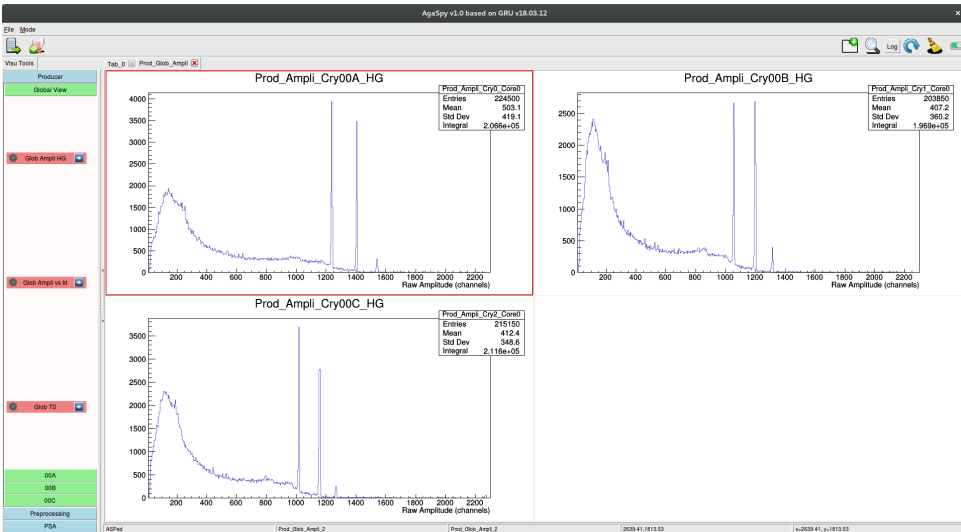 AgaSpy v1.0 based on GRU v18.03.12
File Mode
Log
Visu Tools
Tab_0 Prod_Glob_Ampli
Producer
Global View
Glob Ampli HG
Glob Ampli vs Id
Glob TS
00A
00B
00C
Preprocessing
PSA
Prod_Ampli_Cry00A_HG
Prod_Ampli_Cry0_Core0
Entries 224500
Mean 503.1
Std Dev 419.1
Integral 2.066e+05
4000
3500
3000
2500
2000
1500
1000
500
0
200 400 600 800 1000 1200 1400 1600 1800 2000 2200
Raw Amplitude (channels)
Prod_Ampli_Cry00B_HG
Prod_Ampli_Cry1_Core0
Entries 203850
Mean 407.2
Std Dev 360.2
Integral 1.969e+05
2500
2000
1500
1000
500
0
200 400 600 800 1000 1200 1400 1600 1800 2000 2200
Raw Amplitude (channels)
Prod_Ampli_Cry00C_HG
Prod_Ampli_Cry2_Core0
Entries 215150
Mean 412.4
Std Dev 348.6
Integral 2.116e+05
3500
3000
2500
2000
1500
1000
500
0
200 400 600 800 1000 1200 1400 1600 1800 2000 2200
Raw Amplitude (channels)
ASPad Prod_Glob_Ampli_2 Prod_Glob_Ampli_2 2639.41,1813.53 x=2639.41, y=1813.53